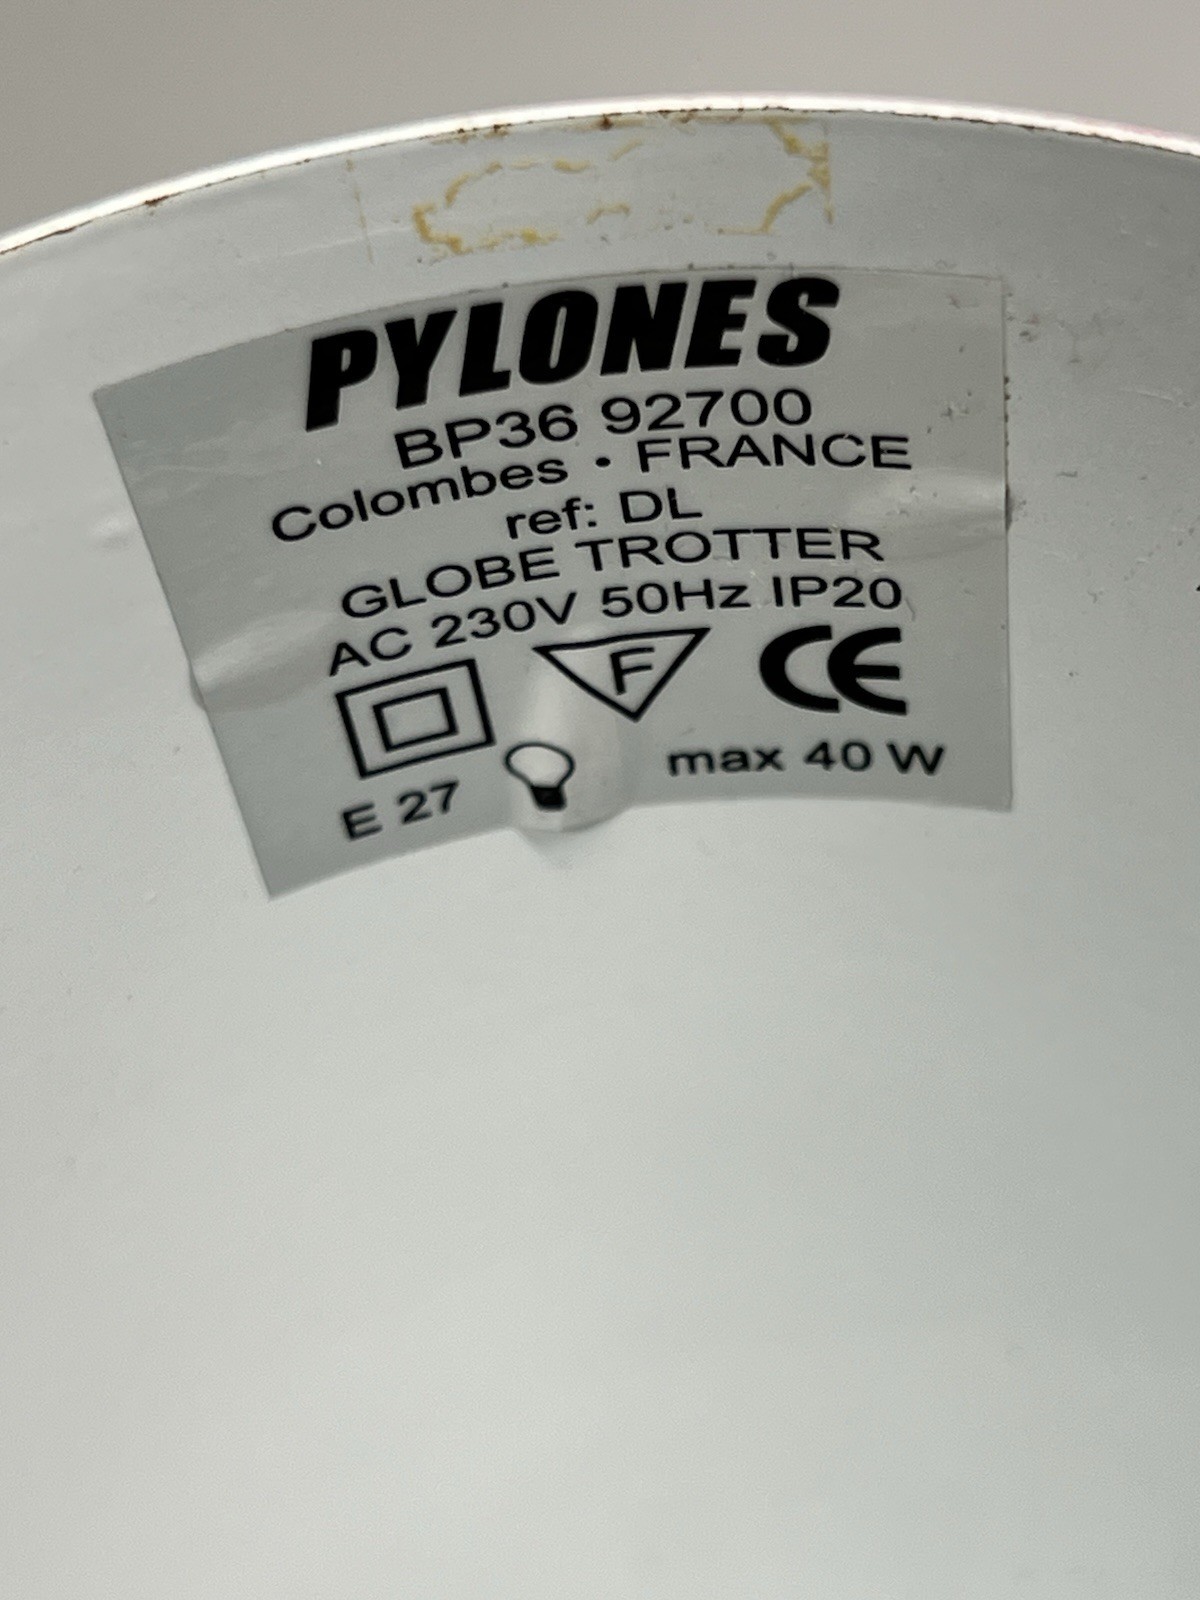 PYLONES
BP36 92700
Colombes · FRANCE
ref: DL
GLOBE TROTTER
AC 230V 50Hz IP20
F CE
E 27 max 40 W